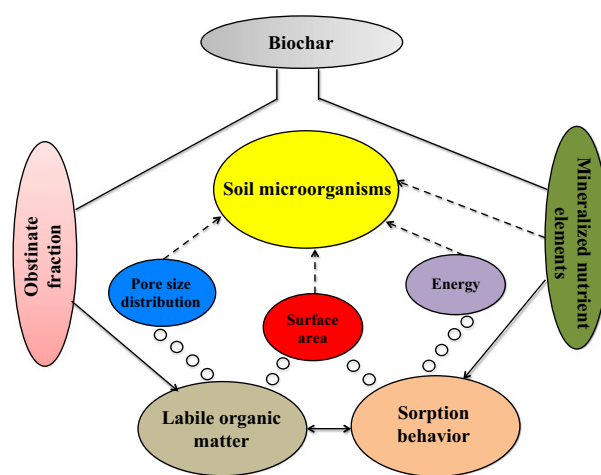 Biochar
Soil microorganisms
Obstinate
fraction
Mineralized nutrient
elements
Pore size
distribution
Energy
Surface
area
Labile organic
matter
Sorption
behavior